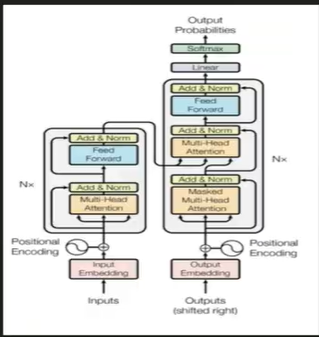 Output
Probabilities
Softmax
Linear
Add & Norm
Feed
Forward
Add & Norm
Multi-Head
Attention
Add & Norm
Masked
Multi-Head
Attention
Nx
Add & Norm
Feed
Forward
Nx
Add & Norm
Multi-Head
Attention
Positional
Encoding
Positional
Encoding
Input
Embedding
Output
Embedding
Inputs
Outputs
(shifted right)